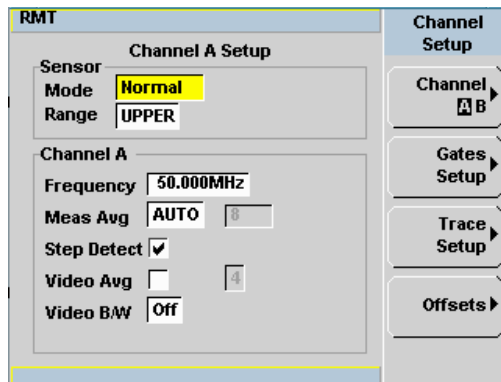 RMT
Channel A Setup
Sensor
Mode Normal
Range UPPER
Channel A
Frequency 50.000MHz
Meas Avg AUTO 8
Step Detect
Video Avg 4
Video B/W Off
Channel
Setup
Channel
A B
Gates
Setup
Trace
Setup
Offsets